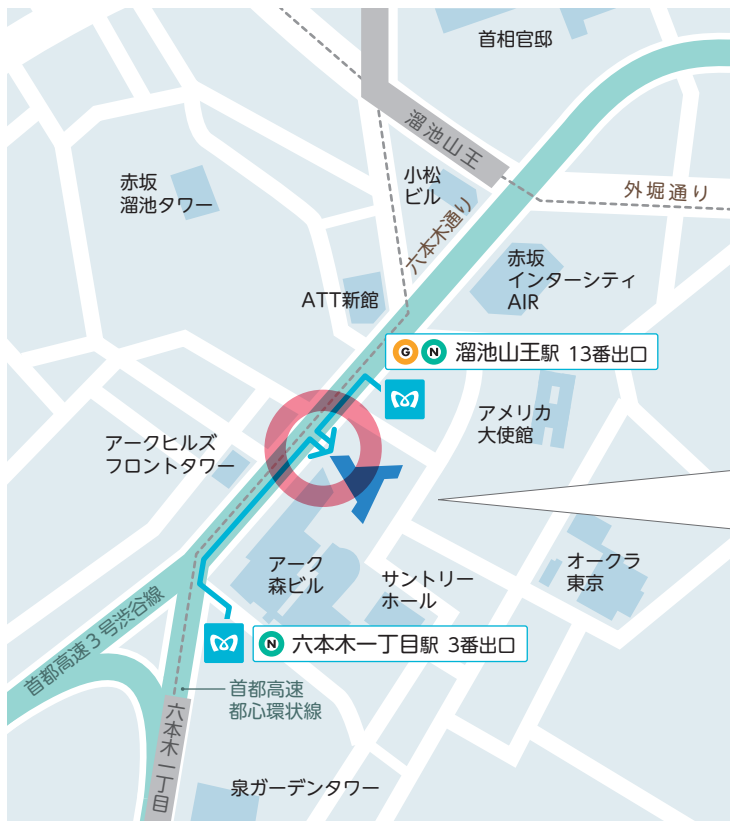 首相官邸
溜池山王
小松
ビル
外堀通り
赤坂
溜池タワー
六本木通り
赤坂
インターシティ
AIR
ATT新館
G N 溜池山王駅 13番出口
アメリカ
大使館
アークヒルズ
フロントタワー
アーク
森ビル
サントリー
ホール
オークラ
東京
N 六本木一丁目駅 3番出口
首都高速3号渋谷線
首都高速
都心環状線
六本木一丁目
泉ガーデンタワー